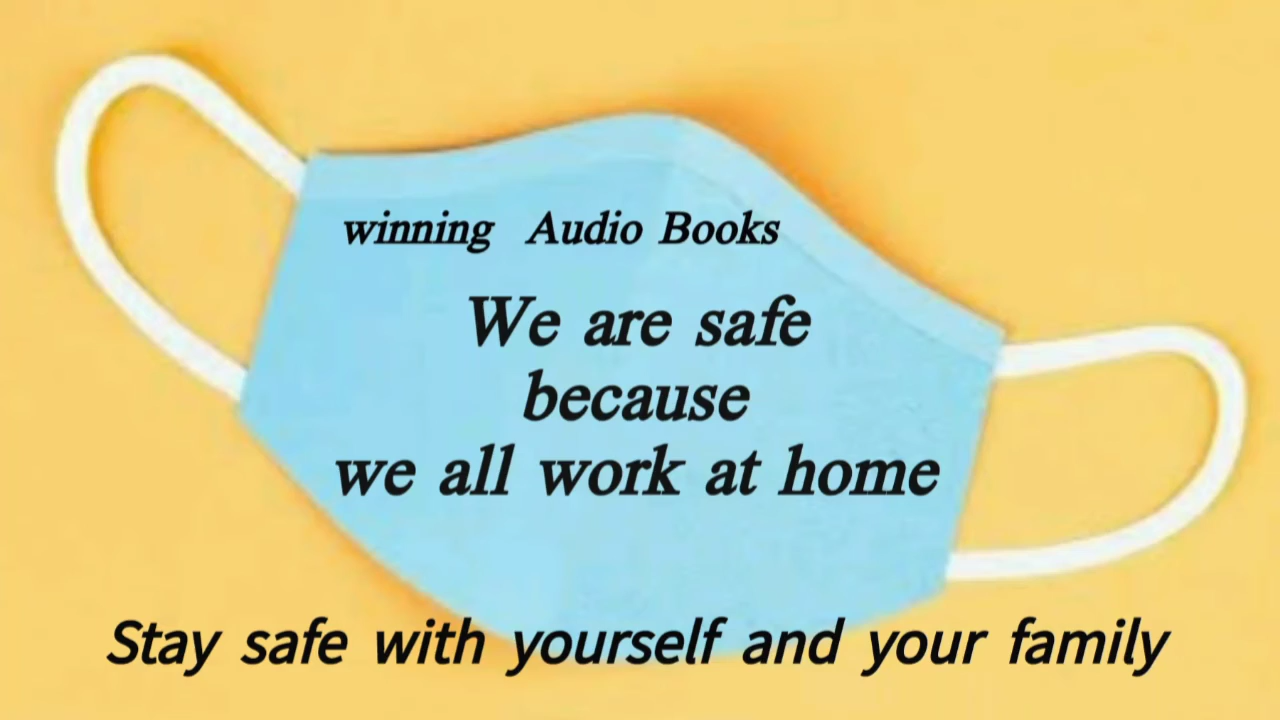 winning Audio Books
We are safe
because
we all work at home
Stay safe with yourself and your family